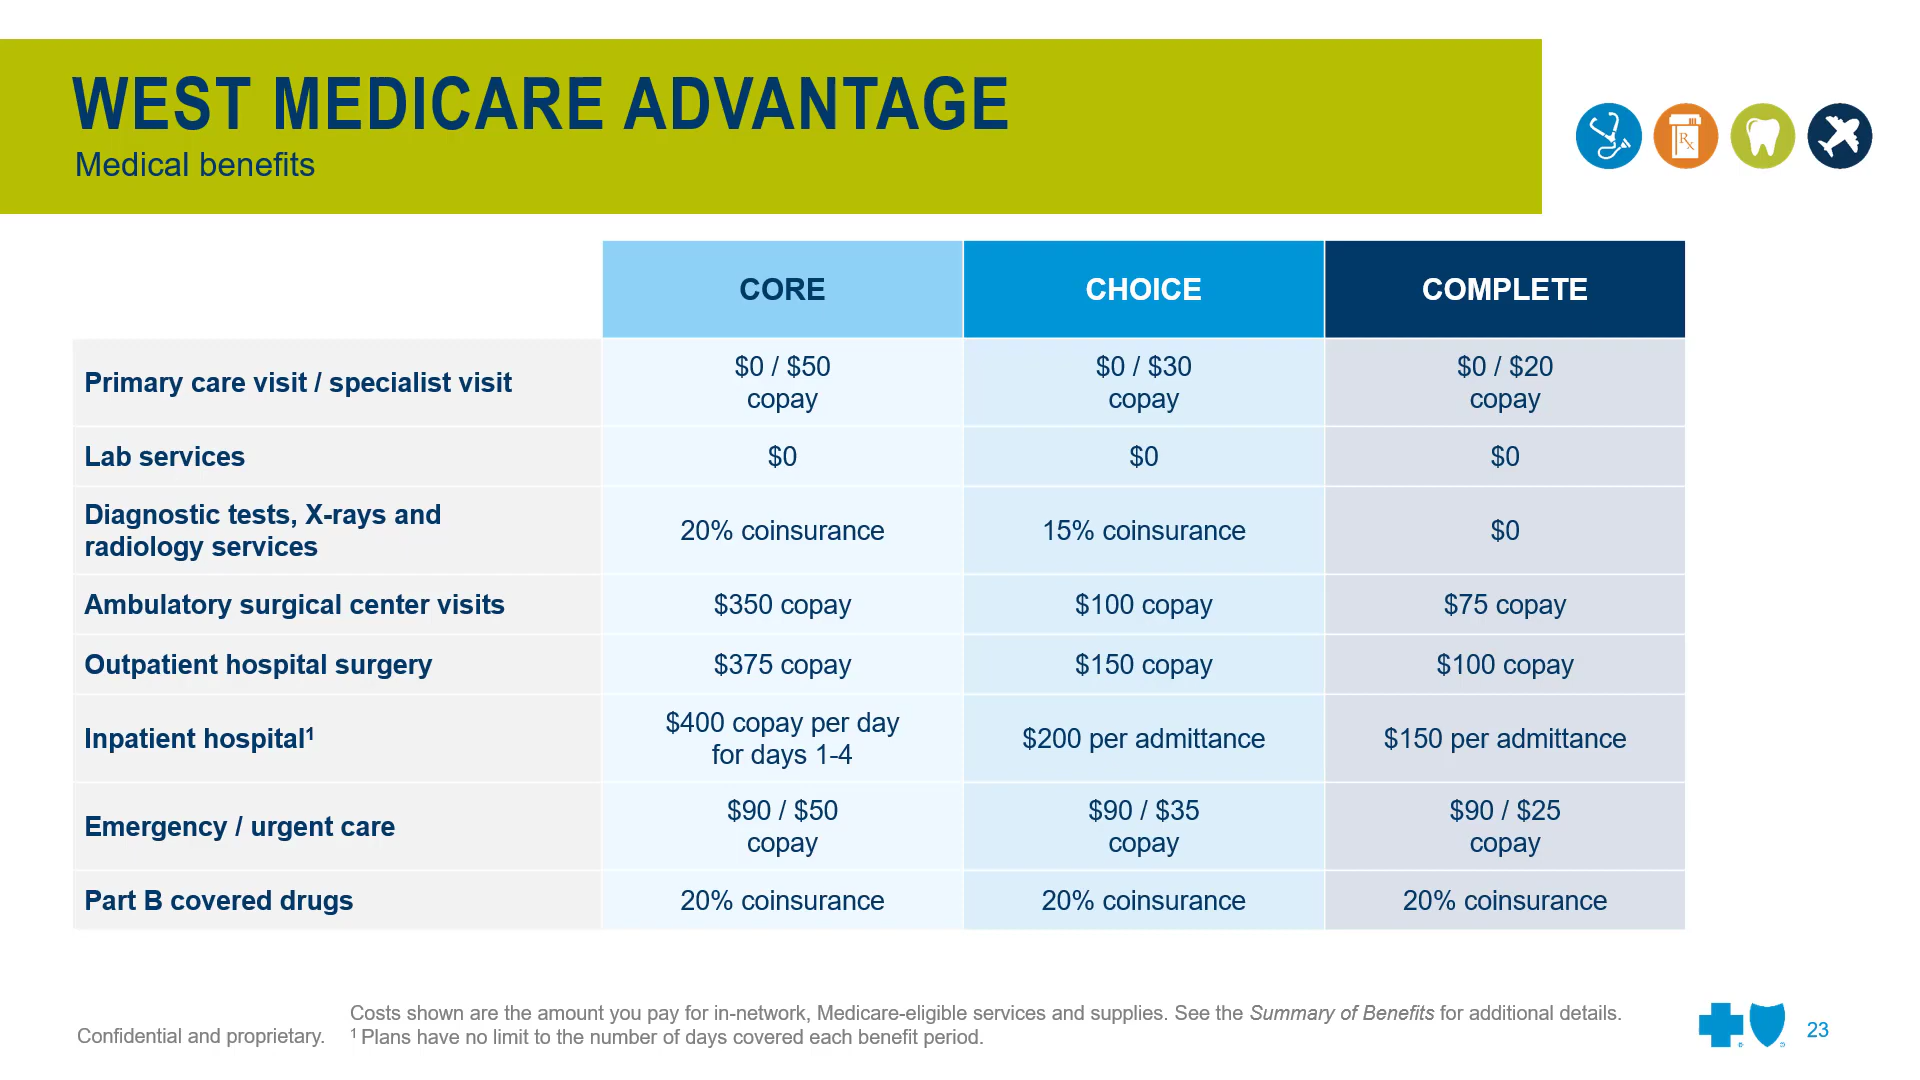 WEST MEDICARE ADVANTAGE
Medical benefits
Rx
CORE
CHOICE
COMPLETE
Primary care visit / specialist visit
$0 / $50
copay
$0 / $30
copay
$0 / $20
copay
Lab services
$0
$0
$0
Diagnostic tests, X-rays and
radiology services
20% coinsurance
15% coinsurance
$0
Ambulatory surgical center visits
$350 copay
$100 copay
$75 copay
Outpatient hospital surgery
$375 copay
$150 copay
$100 copay
Inpatient hospital¹
$400 copay per day
for days 1-4
$200 per admittance
$150 per admittance
Emergency / urgent care
$90 / $50
copay
$90 / $35
copay
$90 / $25
copay
Part B covered drugs
20% coinsurance
20% coinsurance
20% coinsurance
Confidential and proprietary.
Costs shown are the amount you pay for in-network, Medicare-eligible services and supplies. See the Summary of Benefits for additional details.
¹ Plans have no limit to the number of days covered each benefit period.
® ®
23